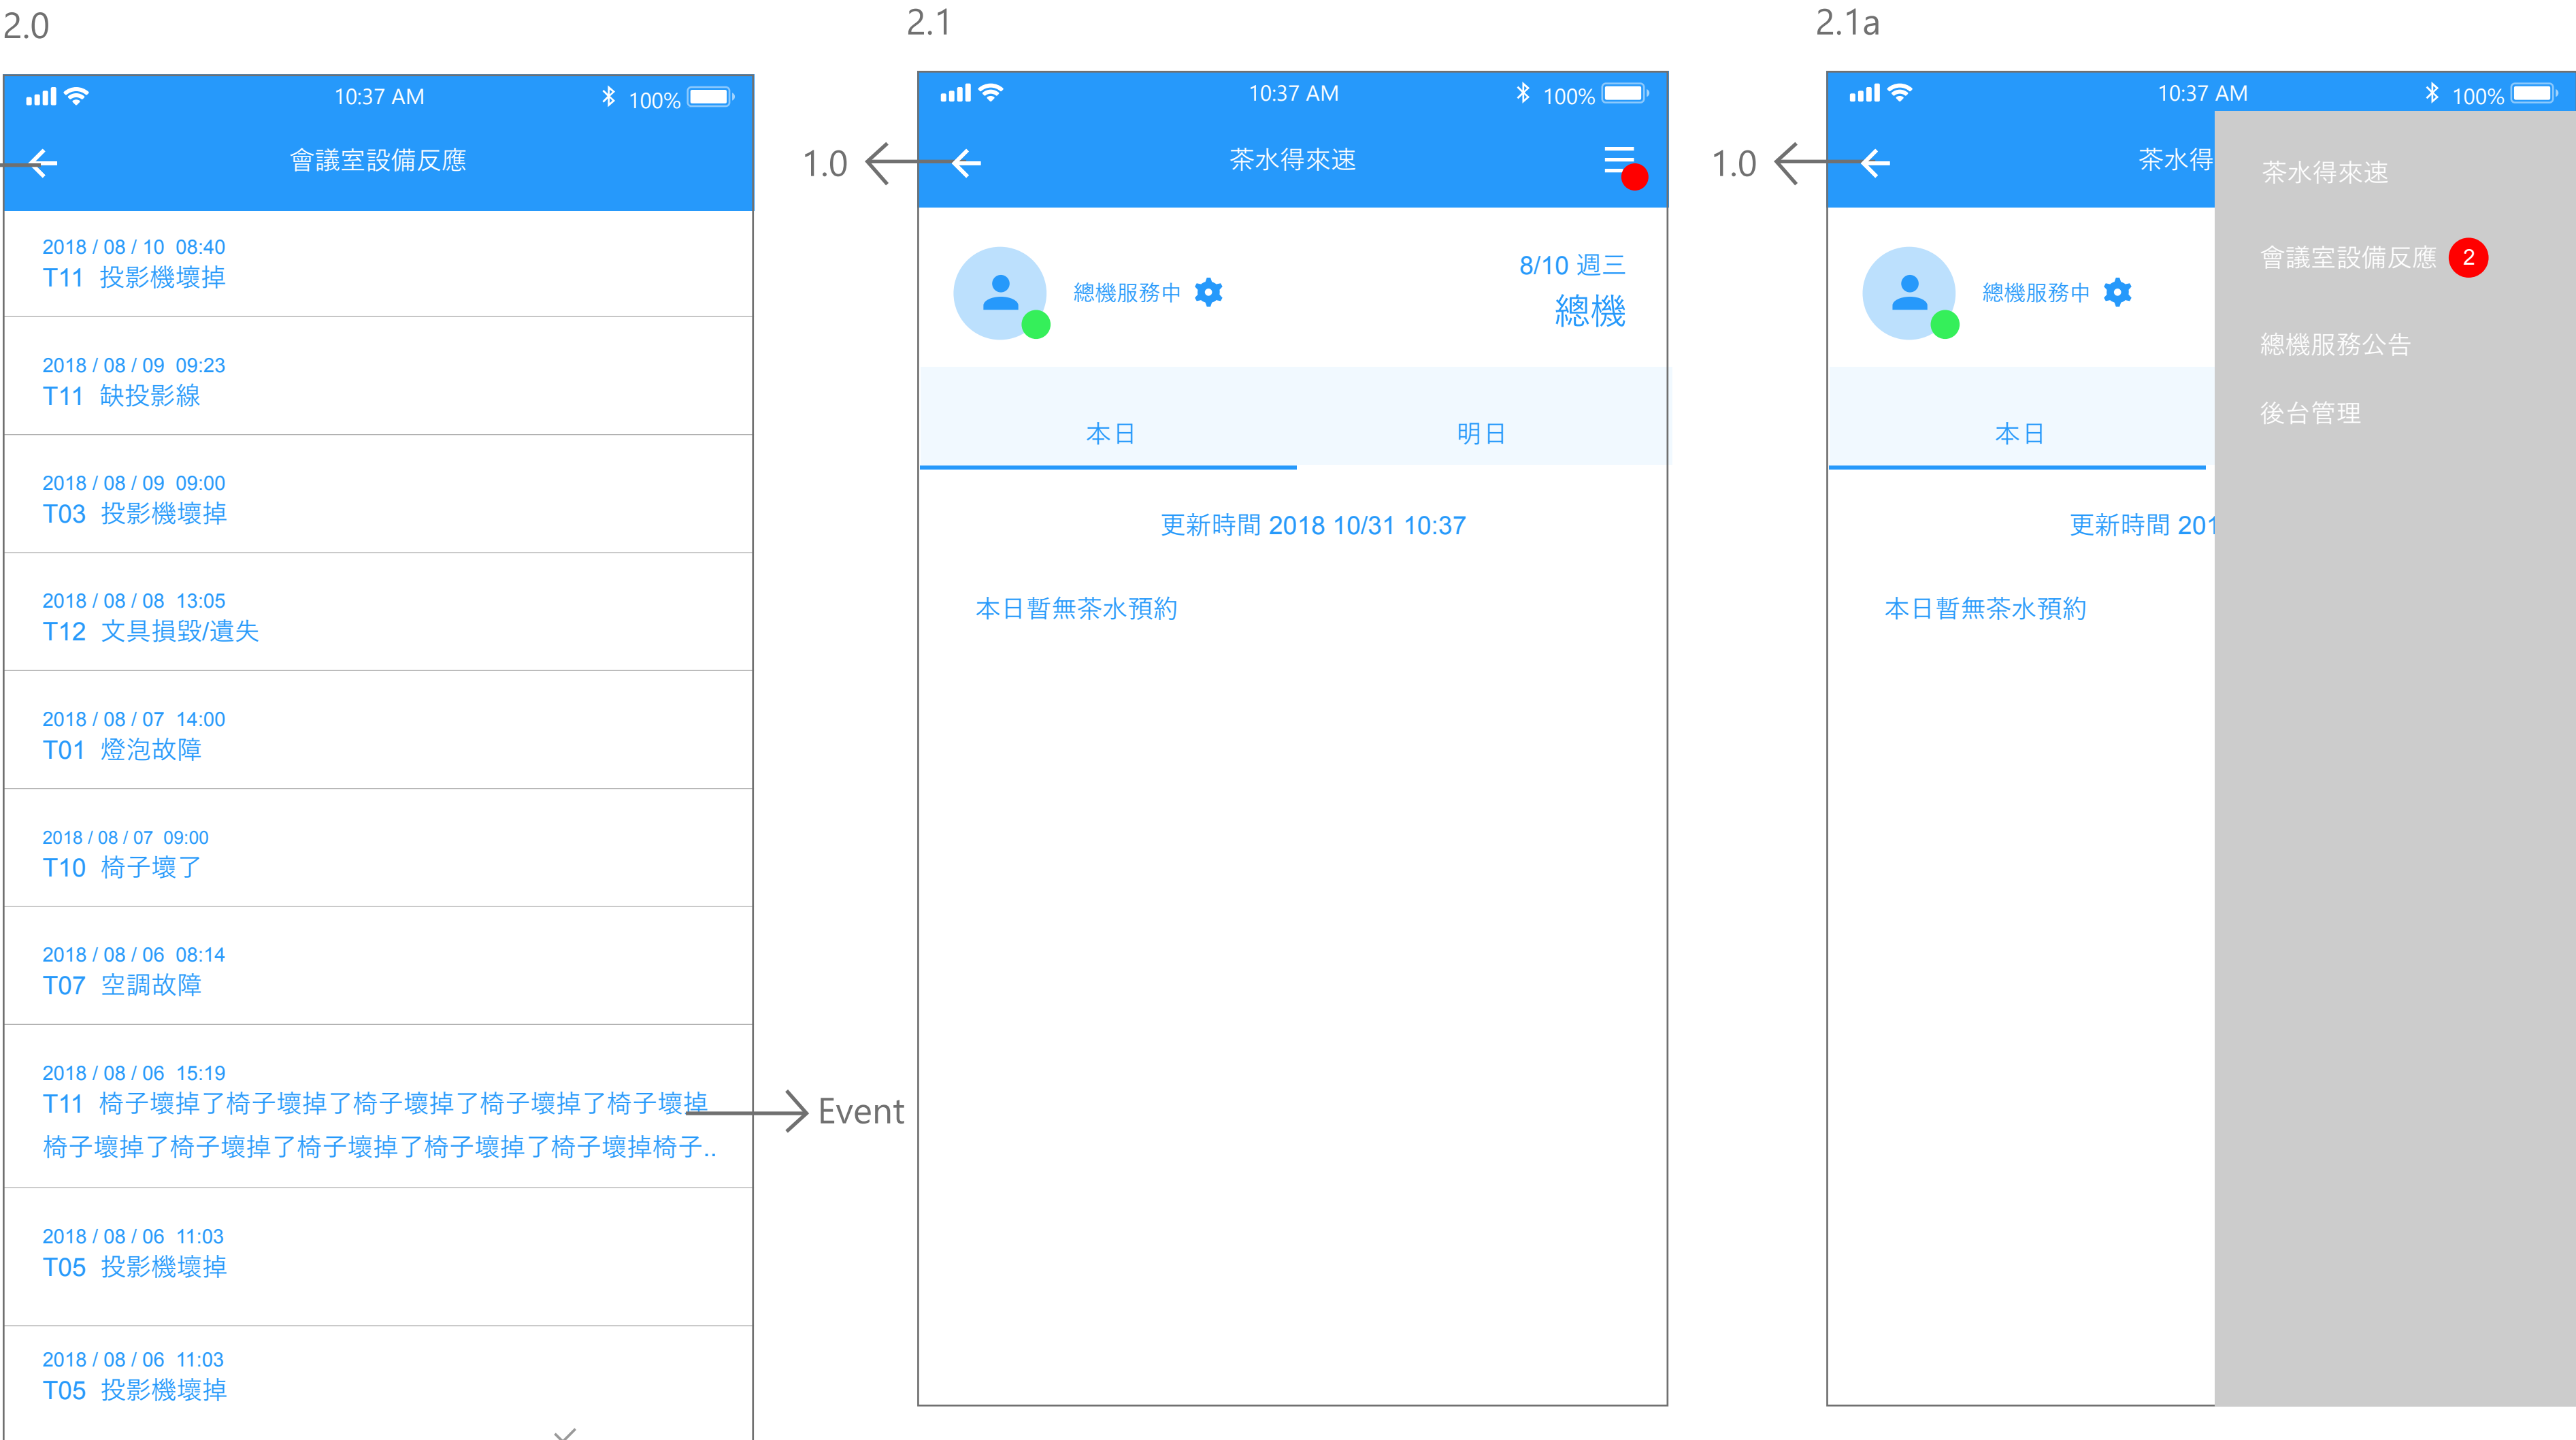 2.0
10:37 AM
100%
會議室設備反應
2018 / 08 / 10 08:40
T11 投影機壞掉
2018 / 08 / 09 09:23
T11 缺投影線
2018 / 08 / 09 09:00
T03 投影機壞掉
2018 / 08 / 08 13:05
T12 文具損毀/遺失
2018 / 08 / 07 14:00
T01 燈泡故障
2018 / 08 / 07 09:00
T10 椅子壞了
2018 / 08 / 06 08:14
T07 空調故障
2018 / 08 / 06 15:19
T11 椅子壞掉了椅子壞掉了椅子壞掉了椅子壞掉了椅子壞掉
椅子壞掉了椅子壞掉了椅子壞掉了椅子壞掉了椅子壞掉椅子..
Event
2018 / 08 / 06 11:03
T05 投影機壞掉
2018 / 08 / 06 11:03
T05 投影機壞掉
2.1
10:37 AM
100%
1.0
茶水得來速
總機服務中
8/10 週三
總機
本日
明日
更新時間 2018 10/31 10:37
本日暫無茶水預約
2.1a
10:37 AM
100%
1.0
茶水得
總機服務中
本日
更新時間 201
本日暫無茶水預約
茶水得來速
會議室設備反應 2
總機服務公告
後台管理